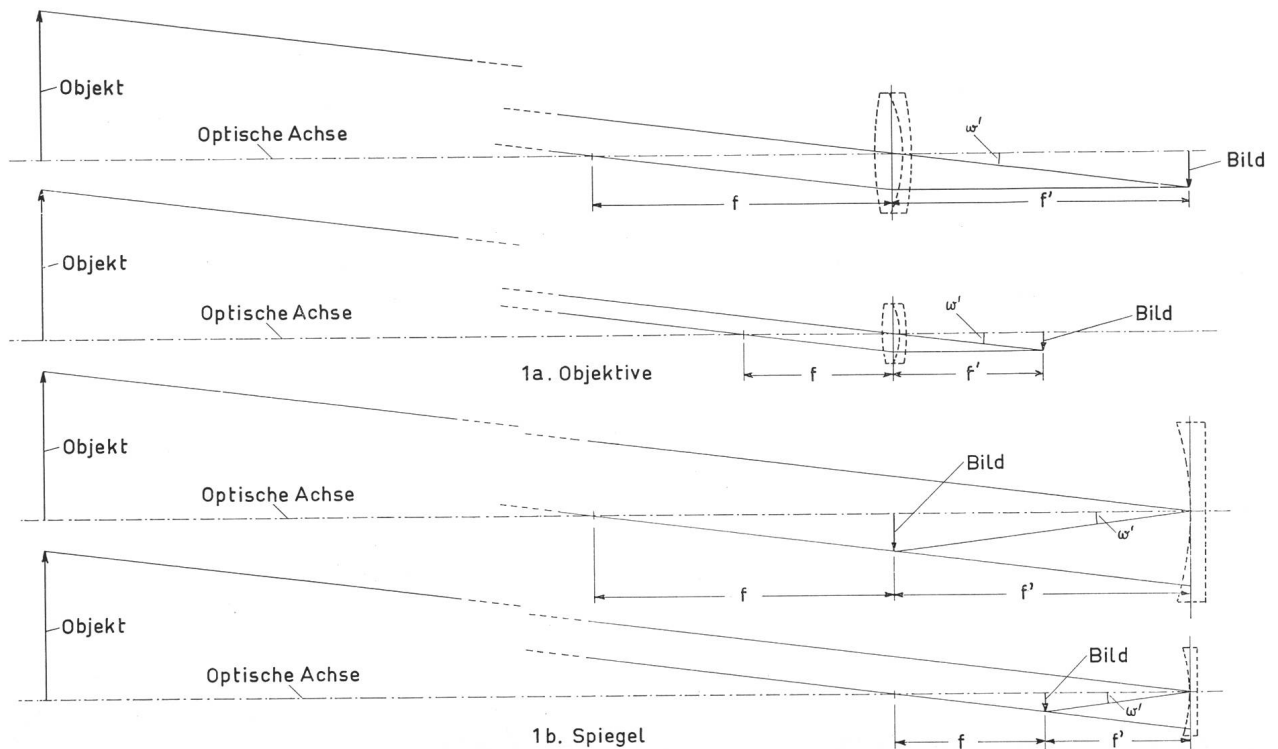 Objekt
Optische Achse
ω'
Bild
f
f'
Objekt
Optische Achse
ω'
Bild
f
f'
1a. Objektive
Objekt
Optische Achse
Bild
ω'
f
f'
Objekt
Optische Achse
Bild
ω'
f
f'
1b. Spiegel